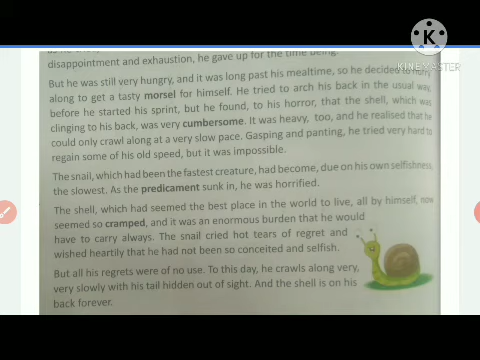 disappointment and exhaustion, he gave up for the time being.
But he was still very hungry, and it was long past his mealtime, so he decided to hurry
along to get a tasty morsel for himself. He tried to arch his back in the usual way,
before he started his sprint, but he found, to his horror, that the shell, which was
clinging to his back, was very cumbersome. It was heavy, too, and he realised that he
could only crawl along at a very slow pace. Gasping and panting, he tried very hard to
regain some of his old speed, but it was impossible.
The snail, which had been the fastest creature, had become, due to his own selfishness,
the slowest. As the predicament sunk in, he was horrified.
The shell, which had seemed the best place in the world to live, all by himself, now
seemed so cramped, and it was an enormous burden that he would
have to carry always. The snail cried hot tears of regret and
wished heartily that he had not been so conceited and selfish.
But all his regrets were of no use. To this day, he crawls along very,
very slowly with his tail hidden out of sight. And the shell is on his
back forever.
KINEMASTER